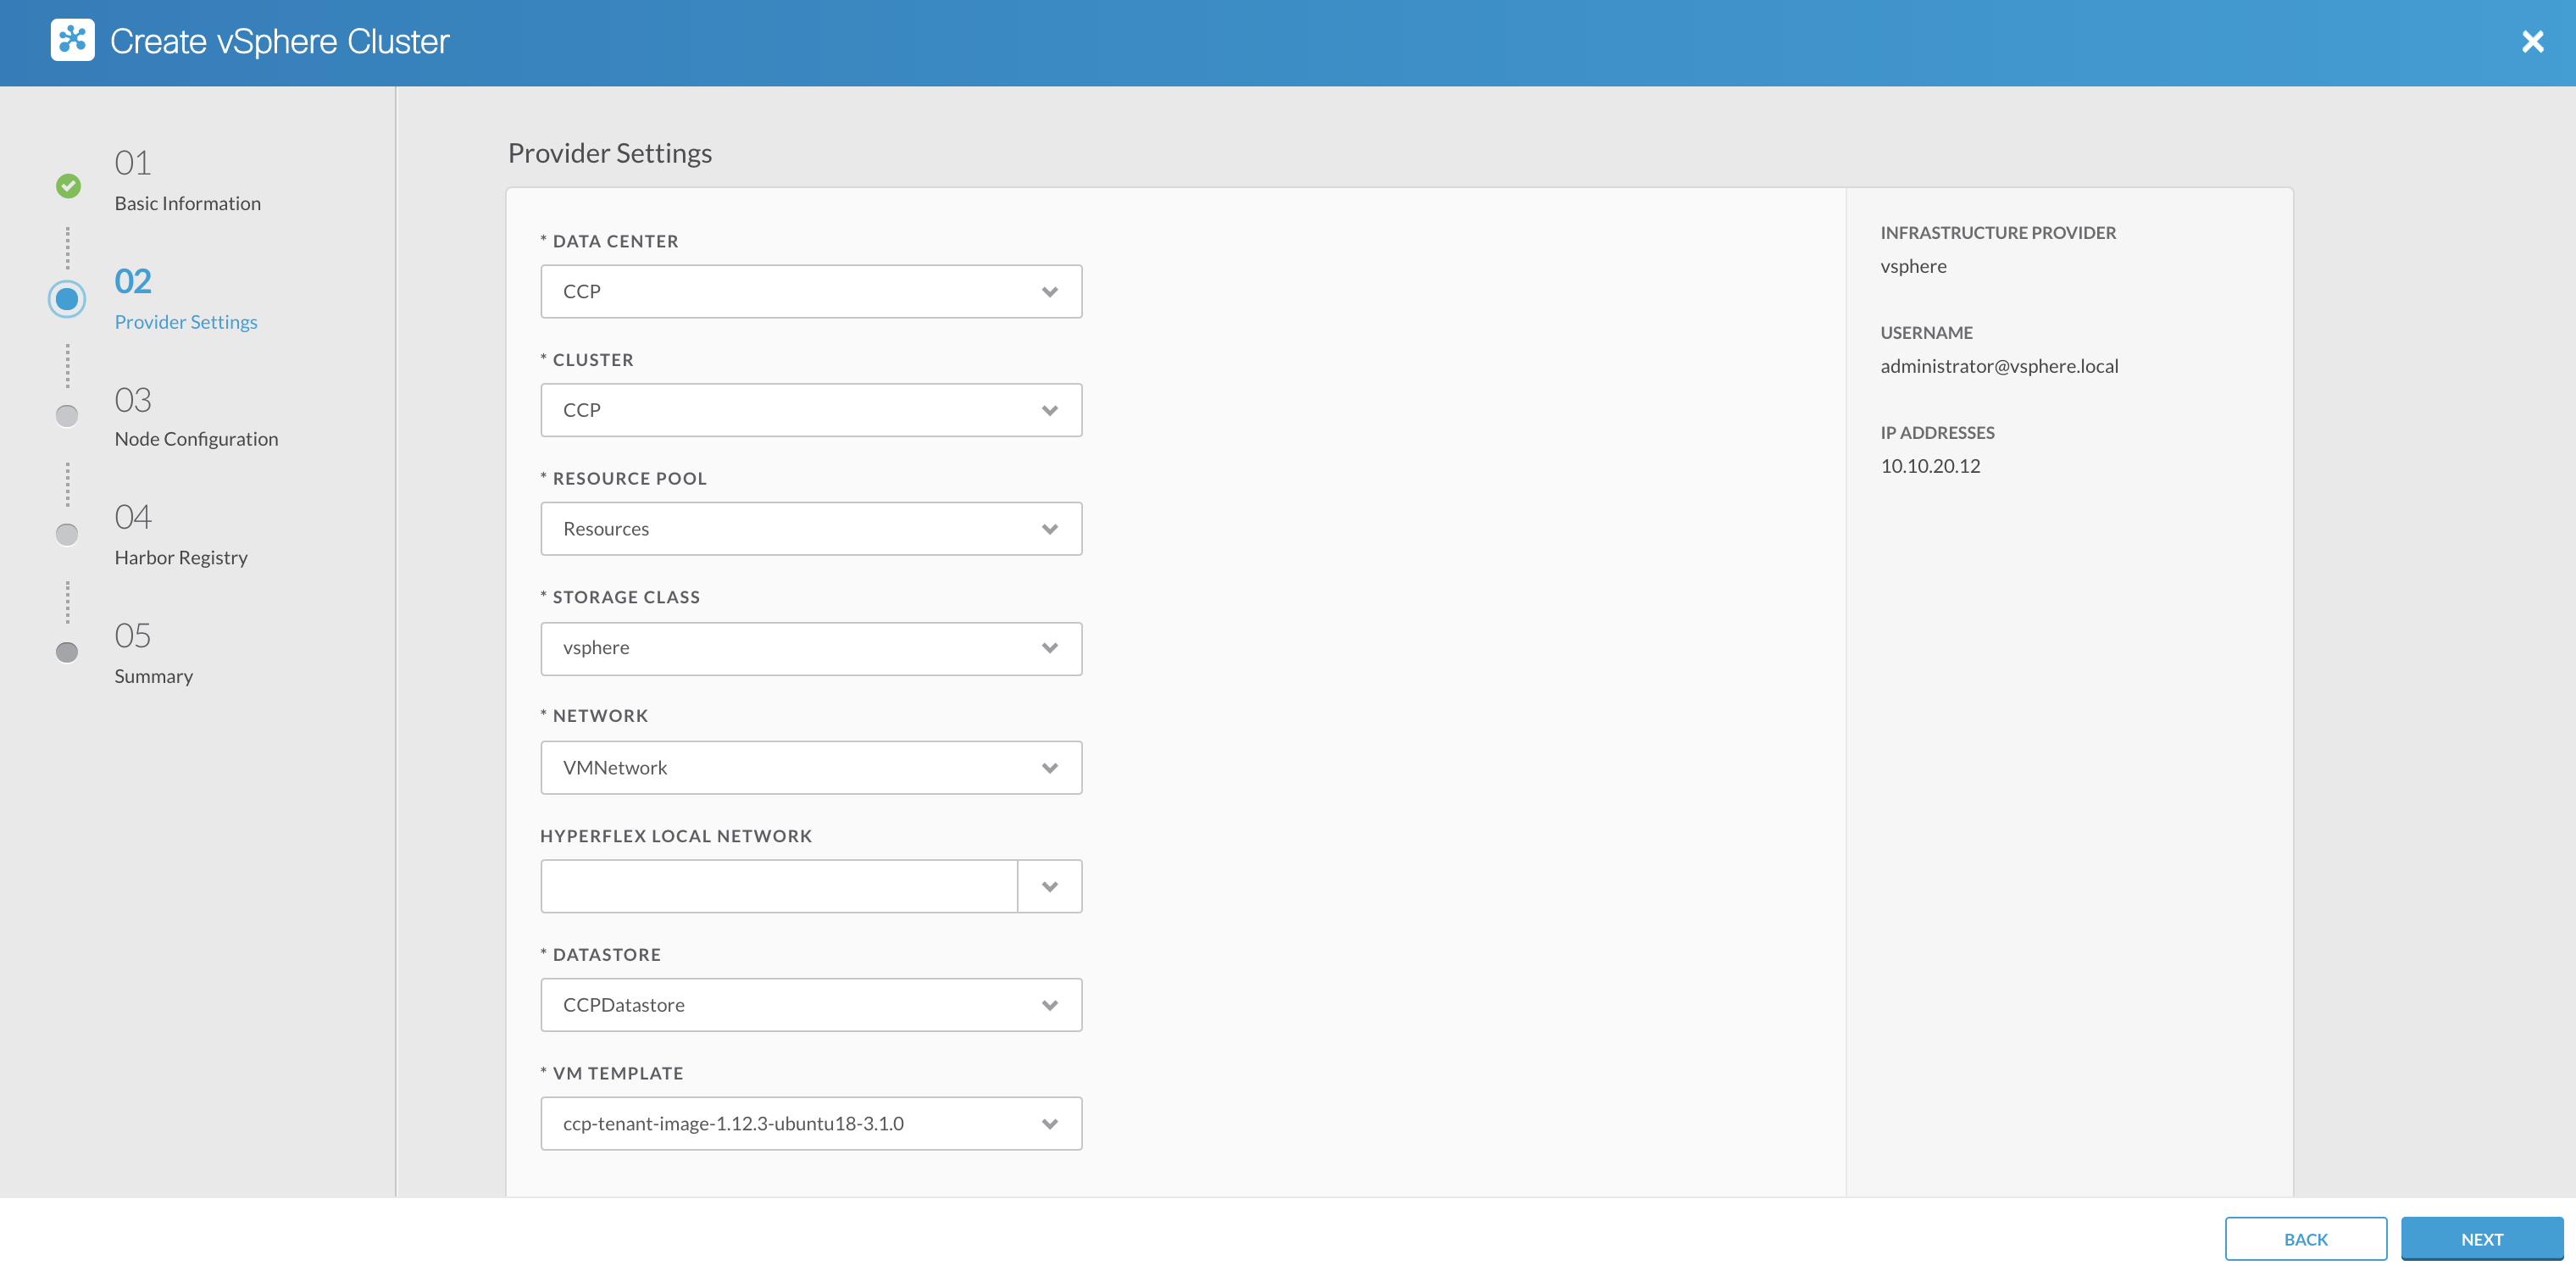 Create vSphere Cluster
01
Basic Information
02
Provider Settings
03
Node Configuration
04
Harbor Registry
05
Summary
Provider Settings
* DATA CENTER
CCP
* CLUSTER
CCP
* RESOURCE POOL
Resources
* STORAGE CLASS
vsphere
* NETWORK
VMNetwork
HYPERFLEX LOCAL NETWORK
* DATASTORE
CCPDatastore
* VM TEMPLATE
ccp-tenant-image-1.12.3-ubuntu18-3.1.0
INFRASTRUCTURE PROVIDER
vsphere
USERNAME
administrator@vsphere.local
IP ADDRESSES
10.10.20.12
BACK
NEXT